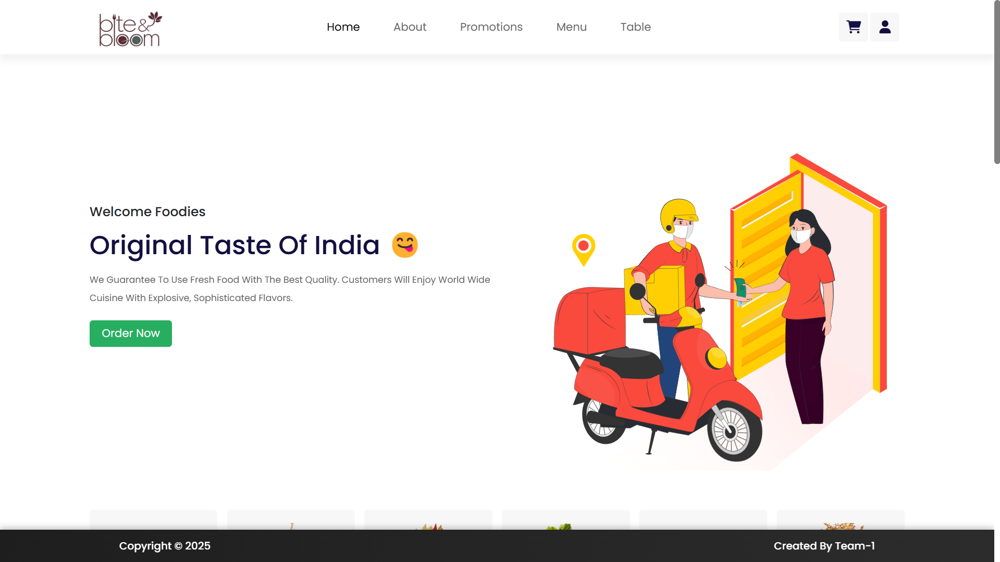 bite &
bloom
Home
About
Promotions
Menu
Table
Welcome Foodies
Original Taste Of India 😋
We Guarantee To Use Fresh Food With The Best Quality. Customers Will Enjoy World Wide
Cuisine With Explosive, Sophisticated Flavors.
Order Now
Copyright © 2025
Created By Team-1